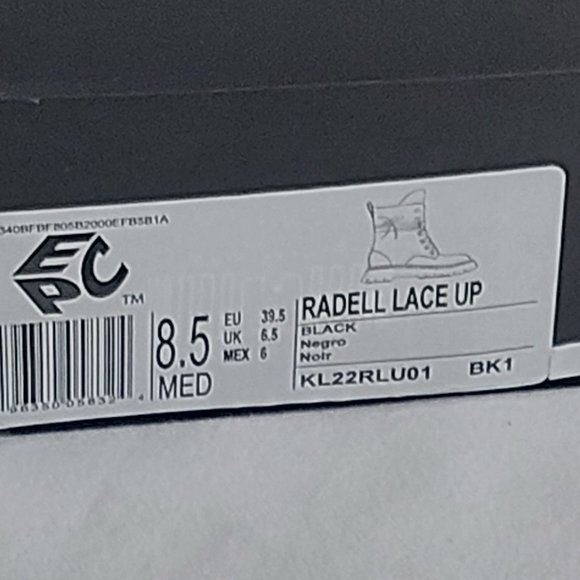 EPC
TM
8.5
MED
EU 39.5
UK 6.5
MEX 6
RADELL LACE UP
BLACK
Negro
Noir
KL22RLU01 BK1